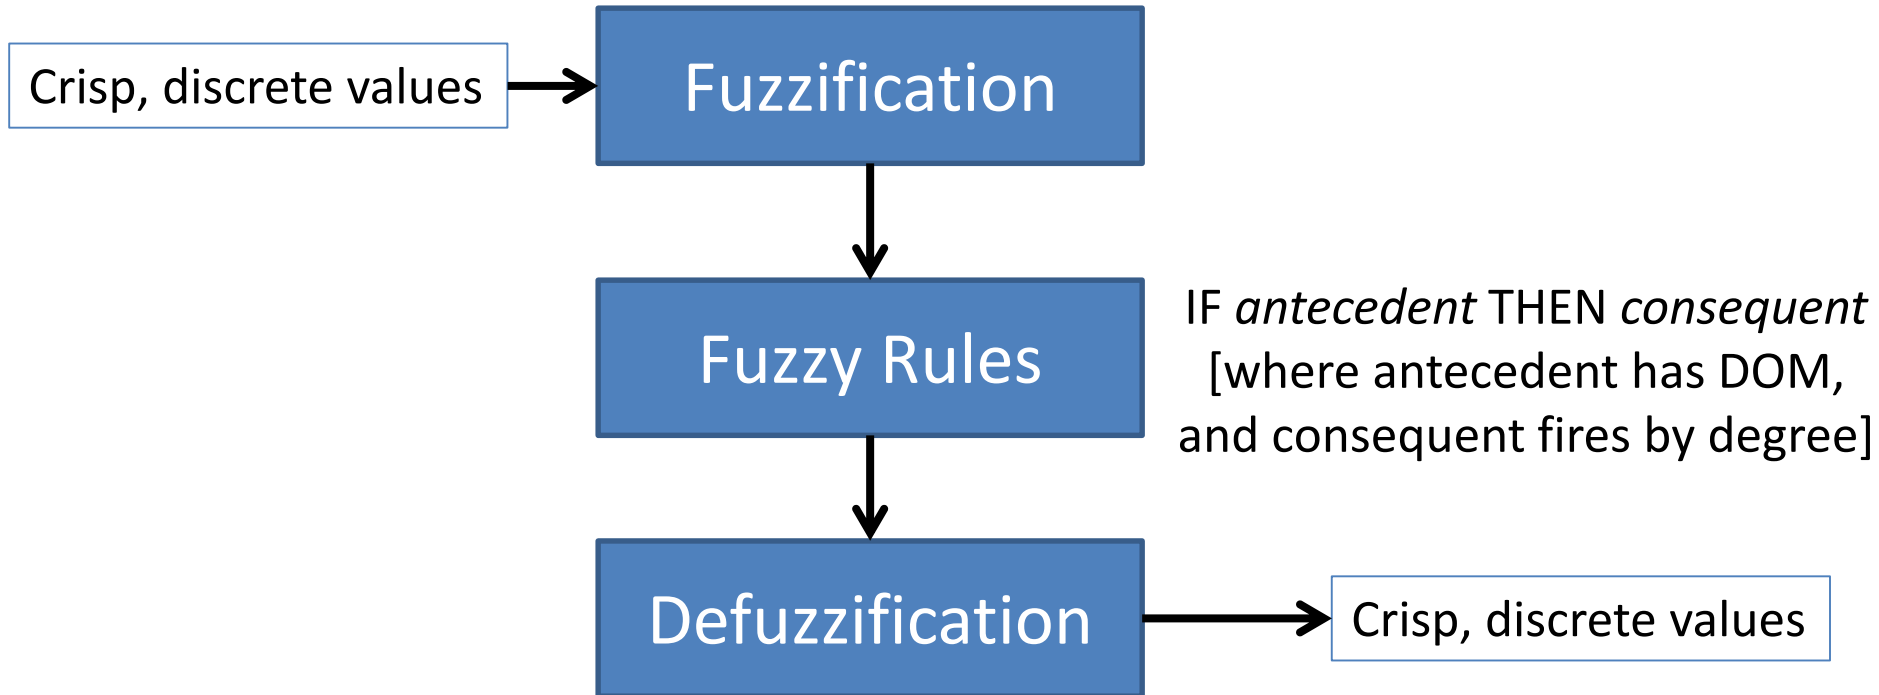 Crisp, discrete values
Fuzzification
Fuzzy Rules
IF antecedent THEN consequent
[where antecedent has DOM,
and consequent fires by degree]
Defuzzification
Crisp, discrete values